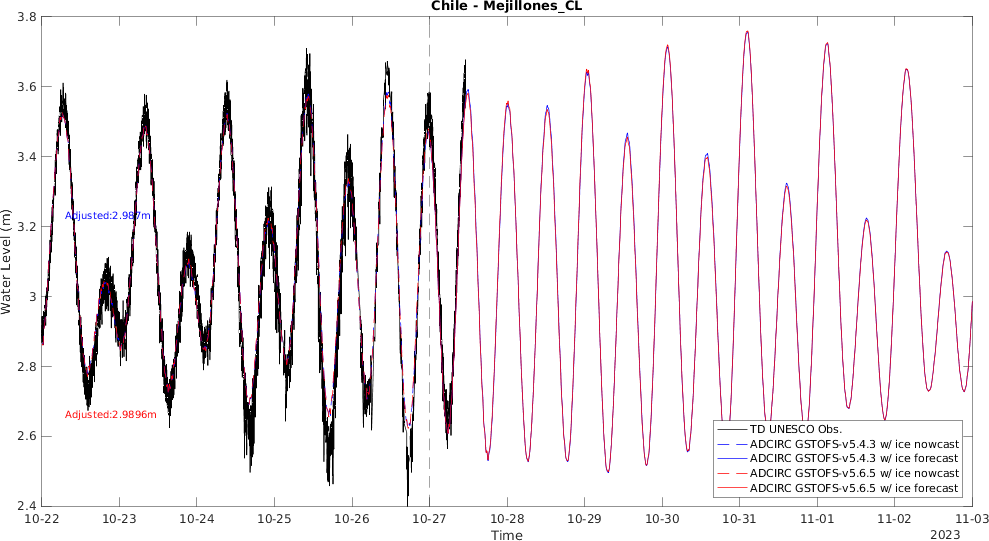 Chile - Mejillones_CL
3.8
3.6
3.4
3.2
3
2.8
2.6
2.4
Water Level (m)
Adjusted:2.987m
Adjusted:2.9896m
TD UNESCO Obs.
ADCIRC GSTOFS-v5.4.3 w/ ice nowcast
ADCIRC GSTOFS-v5.4.3 w/ ice forecast
ADCIRC GSTOFS-v5.6.5 w/ ice nowcast
ADCIRC GSTOFS-v5.6.5 w/ ice forecast
10-22 10-23 10-24 10-25 10-26 10-27 10-28 10-29 10-30 10-31 11-01 11-02 11-03
Time
2023